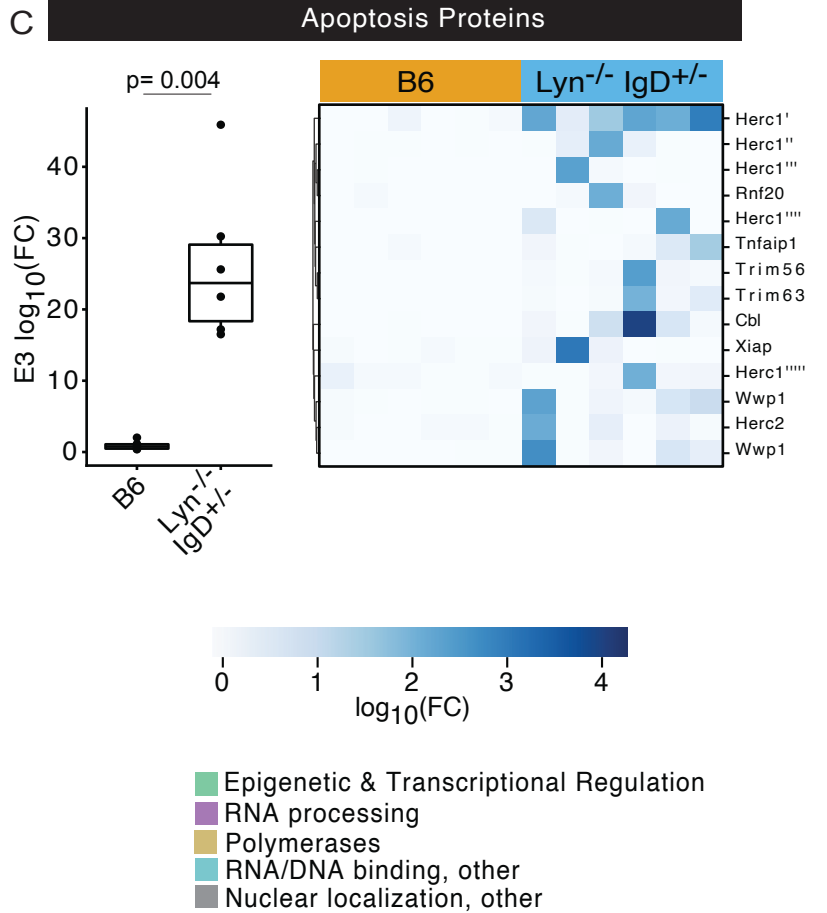 C
Apoptosis Proteins
p= 0.004
E3 log10(FC)
40
30
20
10
0
B6
Lyn-/-
IgD+/-
B6
Lyn-/- IgD+/-
Herc1'
Herc1''
Herc1'''
Rnf20
Herc1''''
Tnfaip1
Trim56
Trim63
Cbl
Xiap
Herc1'''''
Wwp1
Herc2
Wwp1
0 1 2 3 4
log10(FC)
Epigenetic & Transcriptional Regulation
RNA processing
Polymerases
RNA/DNA binding, other
Nuclear localization, other